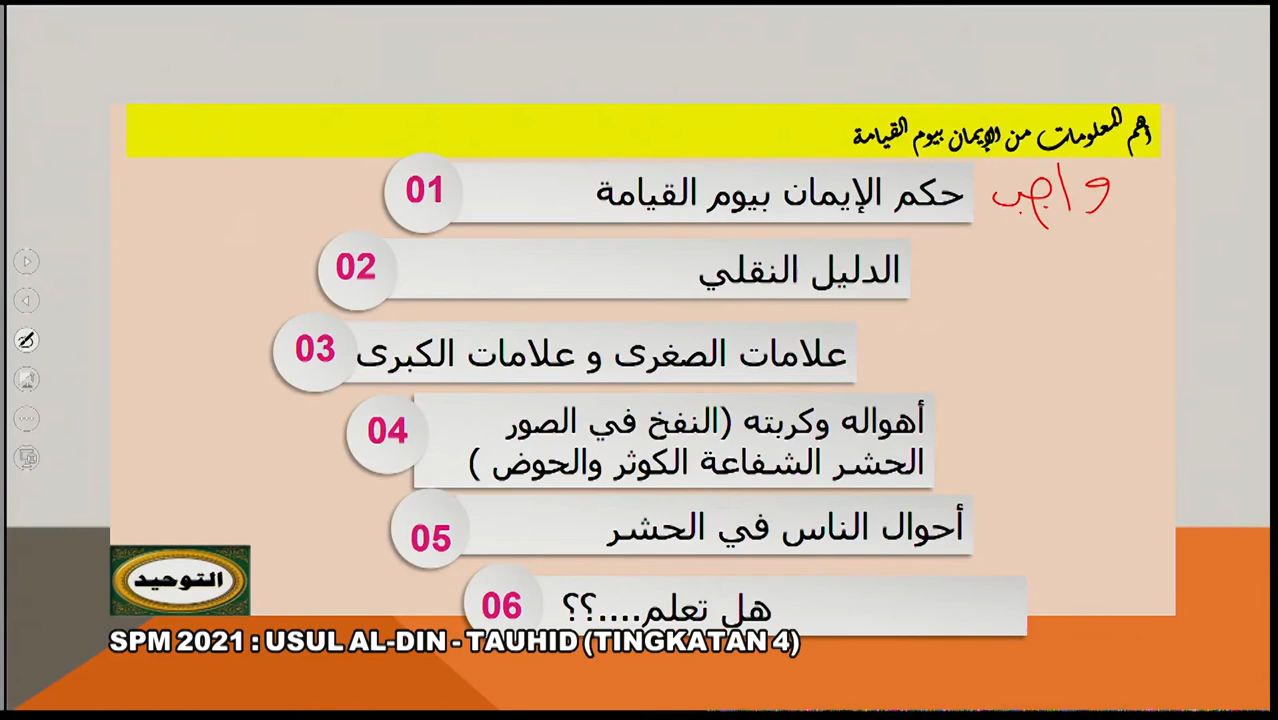 أهم المعلومات من الإيمان بيوم القيامة
01 حكم الإيمان بيوم القيامة واجب
02 الدليل النقلي
03 علامات الصغرى و علامات الكبرى
04 أهواله وكربته (النفخ في الصور
الحشر الشفاعة الكوثر والحوض )
05 أحوال الناس في الحشر
06 هل تعلم....؟؟
التوحيد
SPM 2021 : USUL AL-DIN - TAUHID (TINGKATAN 4)